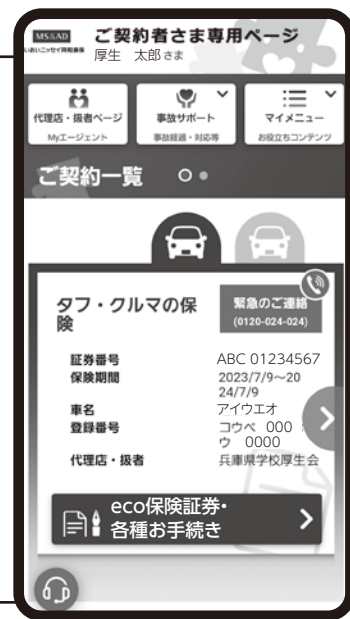 MS&AD
いおいニッセイ同和損保
ご契約者さま専用ページ
厚生 太郎さま
代理店・扱者ページ
Myエージェント
事故サポート
事故経過・対応等
マイメニュー
お役立ちコンテンツ
ご契約一覧
タフ・クルマの保
険
緊急のご連絡
(0120-024-024)
証券番号 ABC 01234567
保険期間 2023/7/9~20
24/7/9
車名 アイウエオ
登録番号 コウベ 000
ウ 0000
代理店・扱者 兵庫県学校厚生会
eco保険証券・
各種お手続き